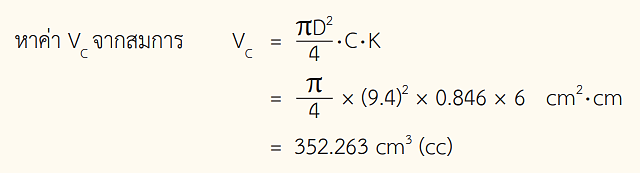 หาค่า V_C จากสมการ V_C = πD²/4 · C · K
= π/4 × (9.4)² × 0.846 × 6 cm² · cm
= 352.263 cm³ (cc)